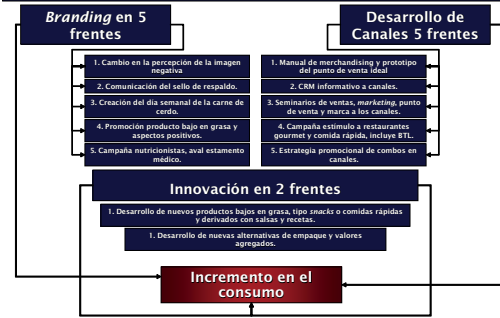 Branding en 5
frentes
1. Cambio en la percepción de la imagen
negativa
2. Comunicación del sello de respaldo.
3. Creación del día semanal de la carne de
cerdo.
4. Promoción producto bajo en grasa y
aspectos positivos.
5. Campaña nutricionistas, aval estamento
médico.
Desarrollo de
Canales 5 frentes
1. Manual de merchandising y prototipo
del punto de venta ideal
2. CRM informativo a canales.
3. Seminarios de ventas, marketing, punto
de venta y marca a los canales.
4. Campaña estímulo a restaurantes
gourmet y comida rápida, incluye BTL.
5. Estrategia promocional de combos en
canales.
Innovación en 2 frentes
1. Desarrollo de nuevos productos bajos en grasa, tipo snacks o comidas rápidas
y derivados con salsas y recetas.
1. Desarrollo de nuevas alternativas de empaque y valores
agregados.
Incremento en el
consumo